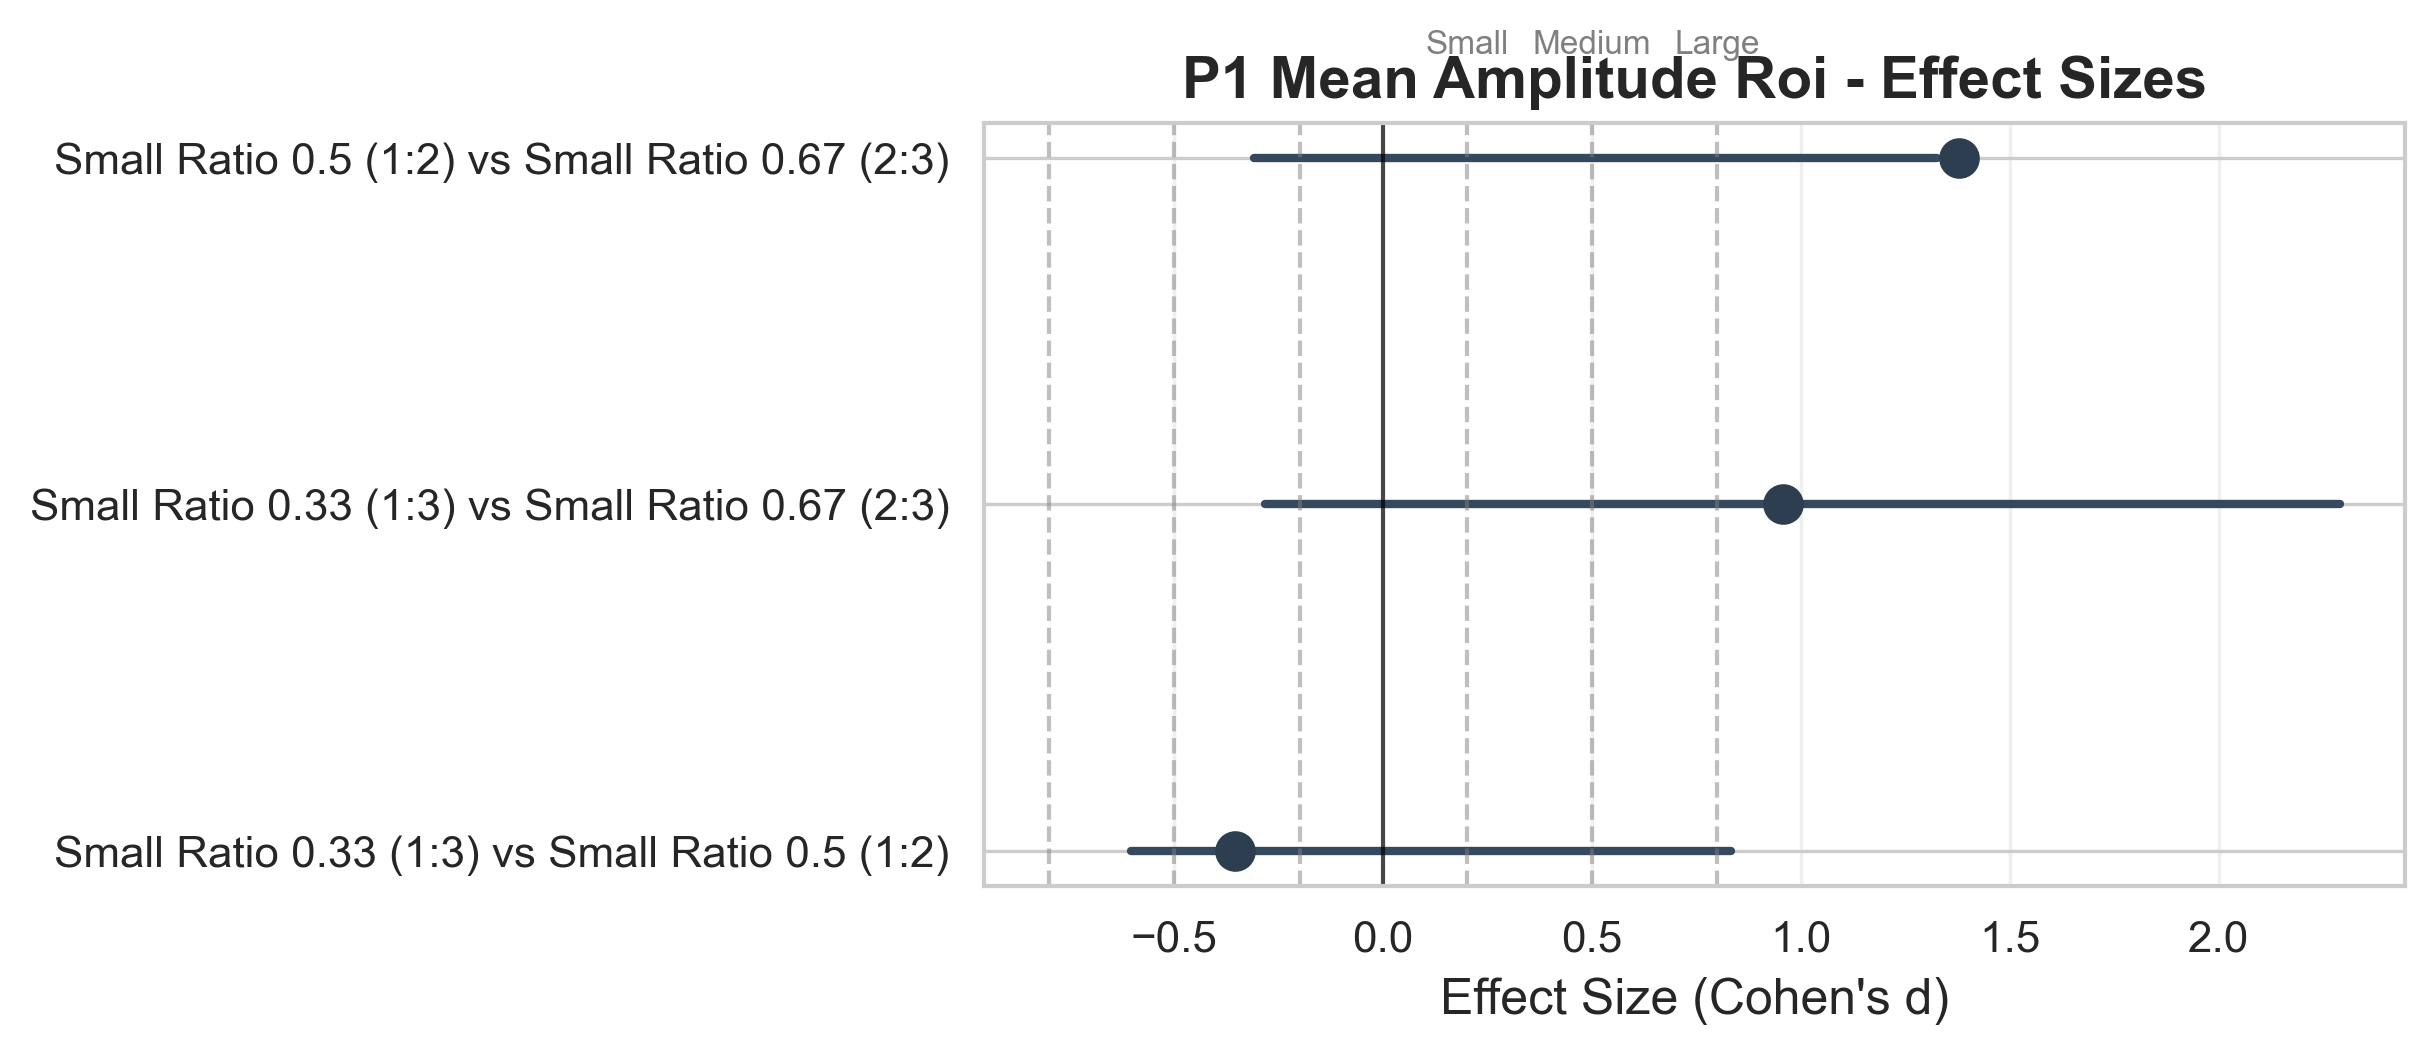 Small Medium Large
P1 Mean Amplitude Roi - Effect Sizes
Small Ratio 0.5 (1:2) vs Small Ratio 0.67 (2:3)
Small Ratio 0.33 (1:3) vs Small Ratio 0.67 (2:3)
Small Ratio 0.33 (1:3) vs Small Ratio 0.5 (1:2)
−0.5 0.0 0.5 1.0 1.5 2.0
Effect Size (Cohen's d)